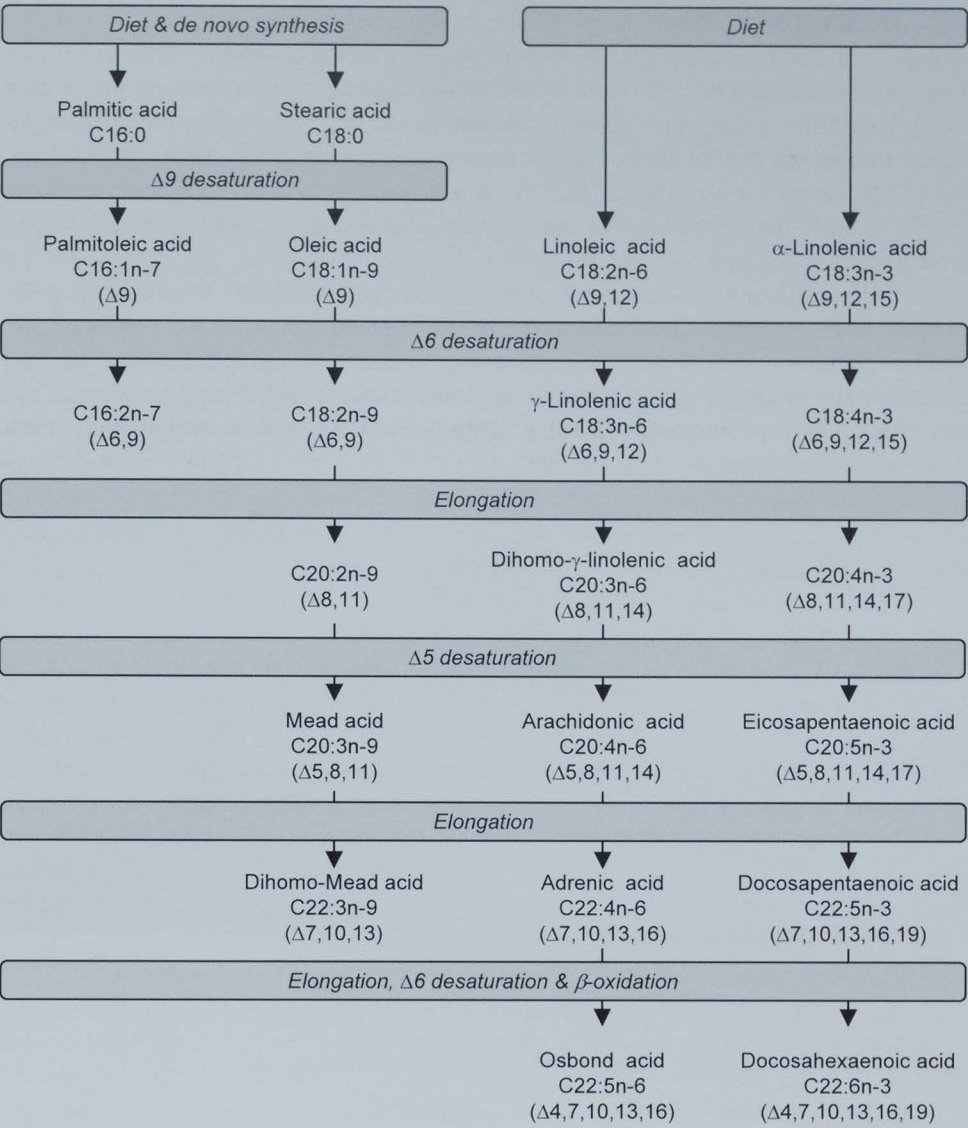 Diet & de novo synthesis
Diet
Palmitic acid
C16:0
Stearic acid
C18:0
Δ9 desaturation
Palmitoleic acid
C16:1n-7
(Δ9)
Oleic acid
C18:1n-9
(Δ9)
Linoleic acid
C18:2n-6
(Δ9,12)
α-Linolenic acid
C18:3n-3
(Δ9,12,15)
Δ6 desaturation
C16:2n-7
(Δ6,9)
C18:2n-9
(Δ6,9)
γ-Linolenic acid
C18:3n-6
(Δ6,9,12)
C18:4n-3
(Δ6,9,12,15)
Elongation
C20:2n-9
(Δ8,11)
Dihomo-γ-linolenic acid
C20:3n-6
(Δ8,11,14)
C20:4n-3
(Δ8,11,14,17)
Δ5 desaturation
Mead acid
C20:3n-9
(Δ5,8,11)
Arachidonic acid
C20:4n-6
(Δ5,8,11,14)
Eicosapentaenoic acid
C20:5n-3
(Δ5,8,11,14,17)
Elongation
Dihomo-Mead acid
C22:3n-9
(Δ7,10,13)
Adrenic acid
C22:4n-6
(Δ7,10,13,16)
Docosapentaenoic acid
C22:5n-3
(Δ7,10,13,16,19)
Elongation, Δ6 desaturation & β-oxidation
Osbond acid
C22:5n-6
(Δ4,7,10,13,16)
Docosahexaenoic acid
C22:6n-3
(Δ4,7,10,13,16,19)